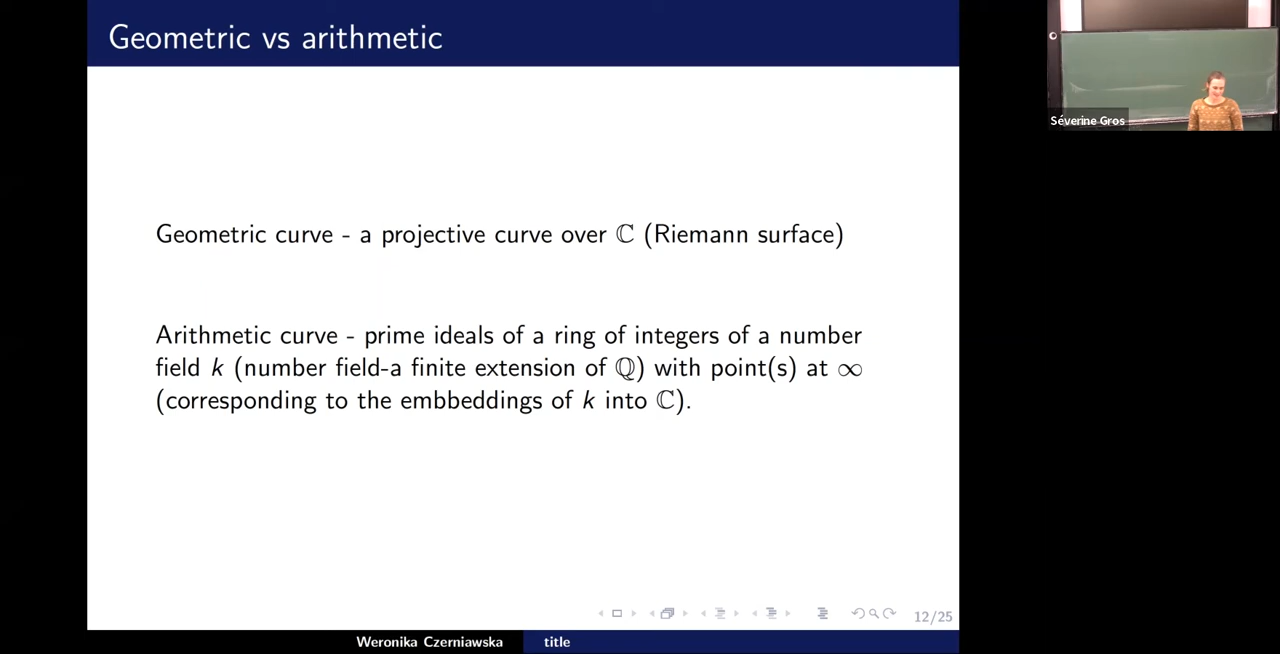 Geometric vs arithmetic
Séverine Gros
Geometric curve - a projective curve over ℂ (Riemann surface)
Arithmetic curve - prime ideals of a ring of integers of a number
field k (number field-a finite extension of ℚ) with point(s) at ∞
(corresponding to the embbeddings of k into ℂ).
12/25
Weronika Czerniawska title